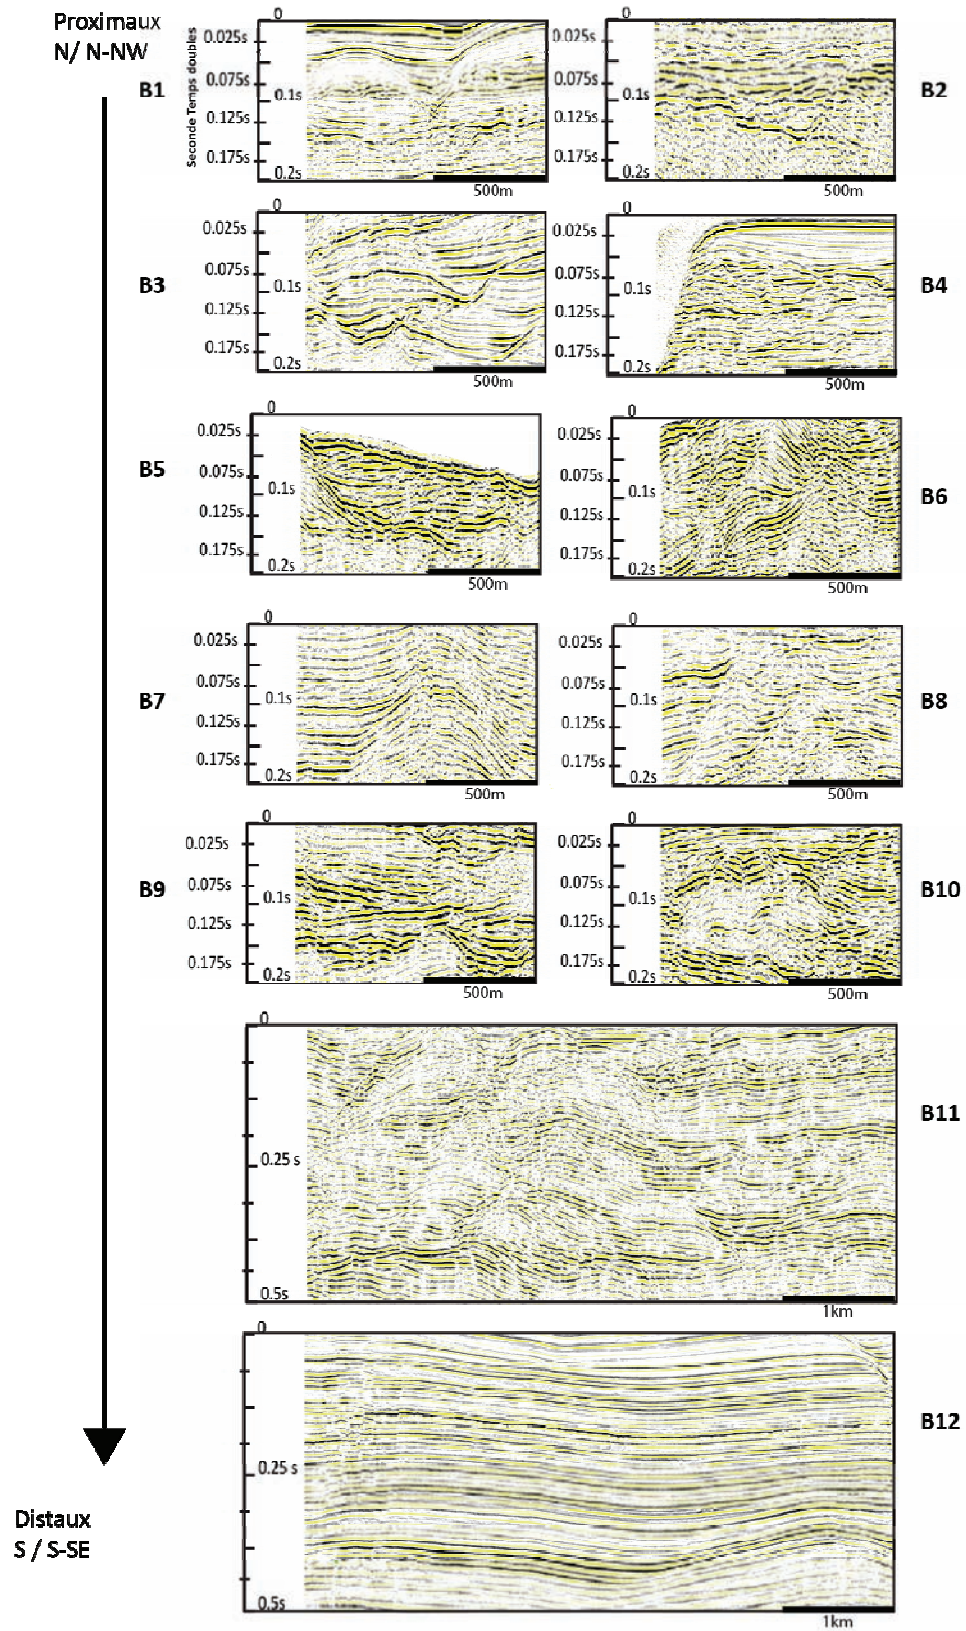 Proximaux
N/ N-NW
Seconde Temps doubles
B1
0
0.025s
0.075s
0.1s
0.125s
0.175s
0.2s
500m
B2
0
0.025s
0.075s
0.1s
0.125s
0.175s
0.2s
500m
B3
0
0.025s
0.075s
0.1s
0.125s
0.175s
0.2s
500m
B4
0
0.025s
0.075s
0.1s
0.125s
0.175s
0.2s
500m
B5
0
0.025s
0.075s
0.1s
0.125s
0.175s
0.2s
500m
B6
0
0.025s
0.075s
0.1s
0.125s
0.175s
0.2s
500m
B7
0
0.025s
0.075s
0.1s
0.125s
0.175s
0.2s
500m
B8
0
0.025s
0.075s
0.1s
0.125s
0.175s
0.2s
500m
B9
0
0.025s
0.075s
0.1s
0.125s
0.175s
0.2s
500m
B10
0
0.025s
0.075s
0.1s
0.125s
0.175s
0.2s
500m
B11
0
0.25 s
0.5s
1km
B12
0
0.25 s
0.5s
1km
Distaux
S / S-SE